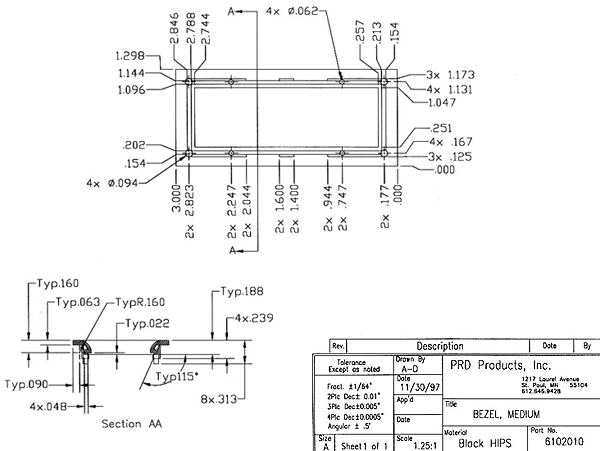 2.846
2.788
2.744
A
4x Ø.062
.257
.213
.154
1.298
1.144
1.096
3x 1.173
4x 1.131
1.047
.202
.154
4x Ø.094
.251
4x .167
3x .125
.000
3.000
2x 2.823
2x 2.247
2x 2.044
2x 1.600
2x 1.400
2x .944
2x .747
2x .177
.000
A
Typ.160
Typ.063
TypR.160
Typ.022
Typ.188
4x.239
Typ.090
4x.048
Typ115°
8x.313
Section AA
Rev. Description Date By
Tolerance
Except as noted
Fract. ±1/64"
2Plc Dec± 0.01"
3Plc Dec±0.005"
4Plc Dec±0.0005"
Angular ± .5°
Drawn By
A-D
Date
11/30/97
App'd
Date
PRD Products, Inc.
1217 Laurel Avenue
St. Paul, MN 55104
612.646.9428
Title
BEZEL, MEDIUM
Size
A
Sheet 1 of 1
Scale
1.25:1
Material
Black HIPS
Part No.
6102010